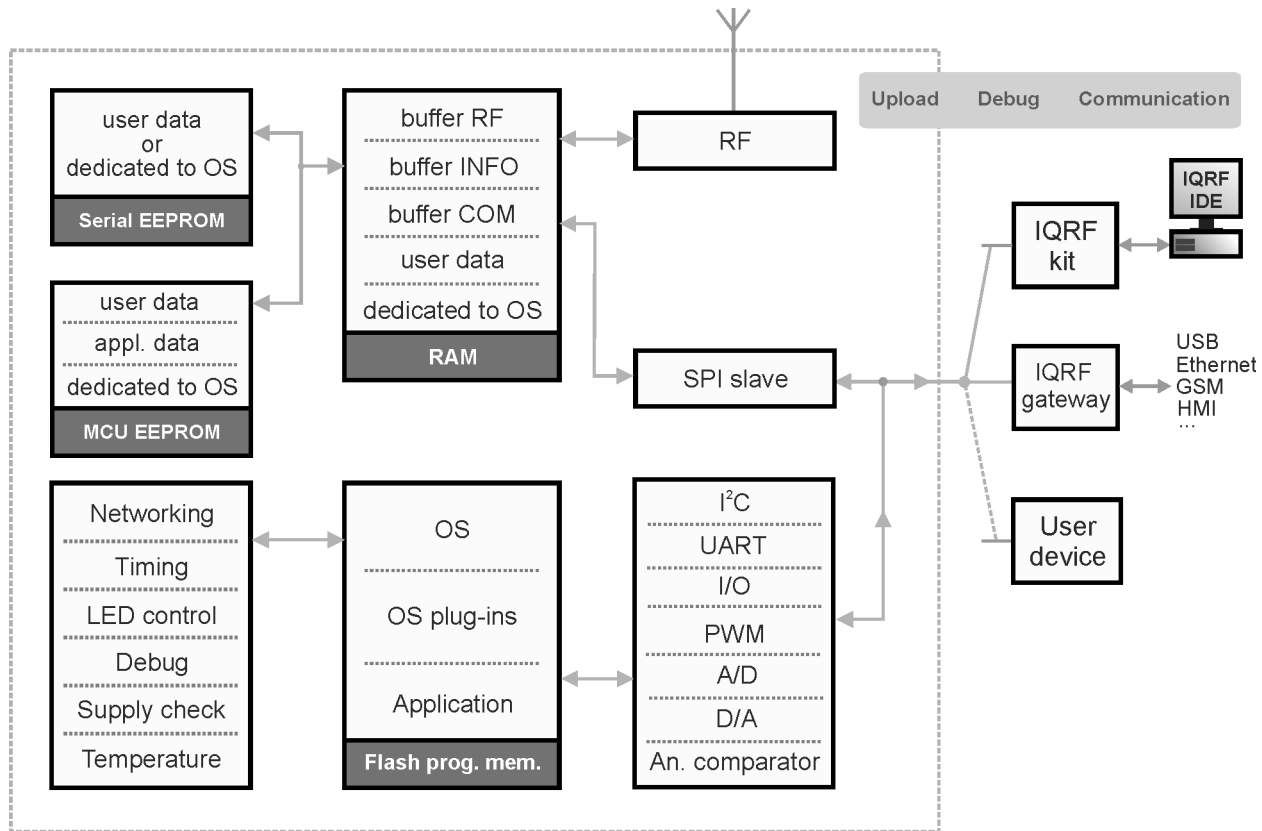 Upload Debug Communication
user data
or
dedicated to OS
Serial EEPROM
user data
appl. data
dedicated to OS
MCU EEPROM
buffer RF
buffer INFO
buffer COM
user data
dedicated to OS
RAM
RF
SPI slave
IQRF
kit
IQRF
IDE
IQRF
gateway
USB
Ethernet
GSM
HMI
...
User
device
Networking
Timing
LED control
Debug
Supply check
Temperature
OS
OS plug-ins
Application
Flash prog. mem.
I²C
UART
I/O
PWM
A/D
D/A
An. comparator